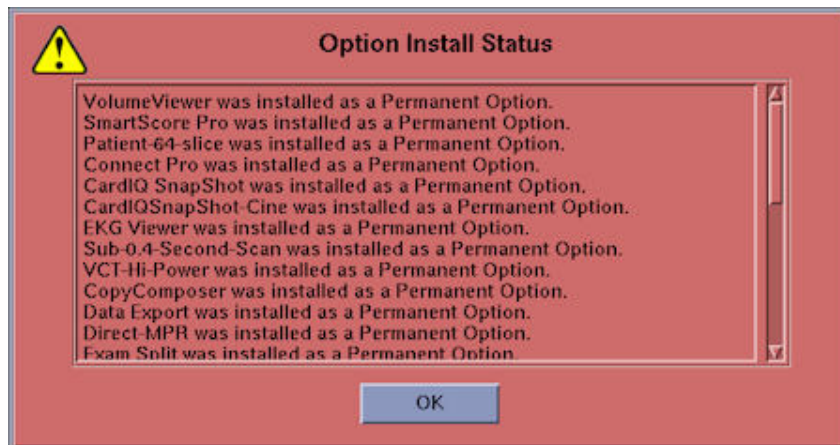 Option Install Status
VolumeViewer was installed as a Permanent Option.
SmartScore Pro was installed as a Permanent Option.
Patient-64-slice was installed as a Permanent Option.
Connect Pro was installed as a Permanent Option.
CardIQ SnapShot was installed as a Permanent Option.
CardIQSnapShot-Cine was installed as a Permanent Option.
EKG Viewer was installed as a Permanent Option.
Sub-0.4-Second-Scan was installed as a Permanent Option.
VCT-Hi-Power was installed as a Permanent Option.
CopyComposer was installed as a Permanent Option.
Data Export was installed as a Permanent Option.
Direct-MPR was installed as a Permanent Option.
Exam Split was installed as a Permanent Option.
OK